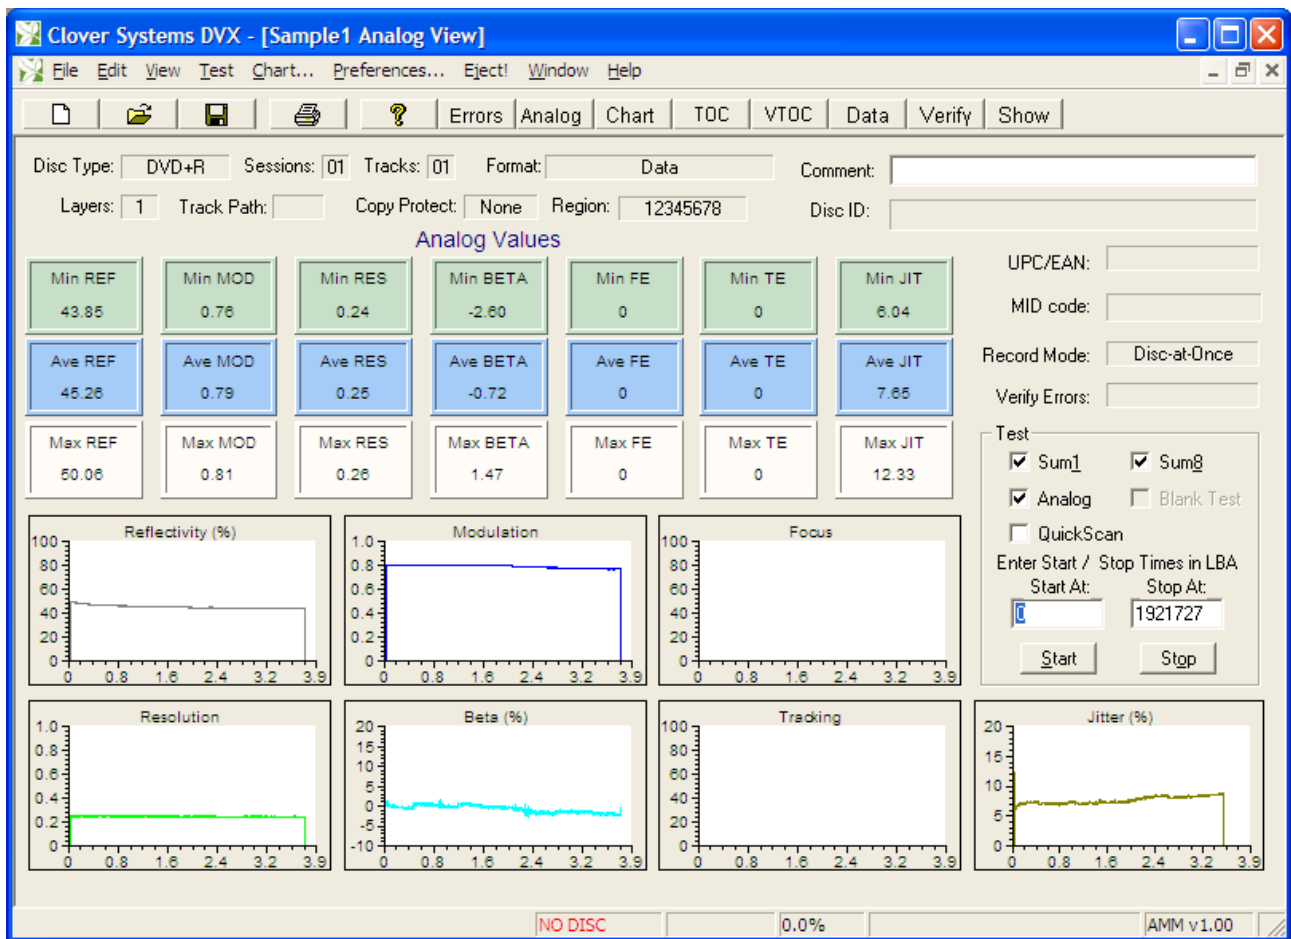 Clover Systems DVX - [Sample1 Analog View]
File Edit View Test Chart... Preferences... Eject! Window Help
Errors Analog Chart TOC VTOC Data Verify Show
Disc Type: DVD+R Sessions: 01 Tracks: 01 Format: Data Comment:
Layers: 1 Track Path: Copy Protect: None Region: 12345678 Disc ID:
Analog Values
UPC/EAN:
MID code:
Record Mode: Disc-at-Once
Verify Errors:
Min REF Min MOD Min RES Min BETA Min FE Min TE Min JIT
43.85 0.76 0.24 -2.60 0 0 6.04
Ave REF Ave MOD Ave RES Ave BETA Ave FE Ave TE Ave JIT
45.26 0.79 0.25 -0.72 0 0 7.65
Max REF Max MOD Max RES Max BETA Max FE Max TE Max JIT
50.06 0.81 0.26 1.47 0 0 12.33
Test
Sum1 Sum8
Analog Blank Test
QuickScan
Enter Start / Stop Times in LBA
Start At: Stop At:
0 1921727
Start Stop
Reflectivity (%)
100
80
60
40
20
0
0 0.8 1.6 2.4 3.2 3.9
Modulation
1.0
0.8
0.6
0.4
0.2
0
0 0.8 1.6 2.4 3.2 3.9
Focus
100
80
60
40
20
0
0 0.8 1.6 2.4 3.2 3.9
Resolution
1.0
0.8
0.6
0.4
0.2
0
0 0.8 1.6 2.4 3.2 3.9
Beta (%)
20
15
10
5
0
-5
-10
0 0.8 1.6 2.4 3.2 3.9
Tracking
100
80
60
40
20
0
0 0.8 1.6 2.4 3.2 3.9
Jitter (%)
20
15
10
5
0
0 0.8 1.6 2.4 3.2 3.9
NO DISC 0.0% AMM v1.00